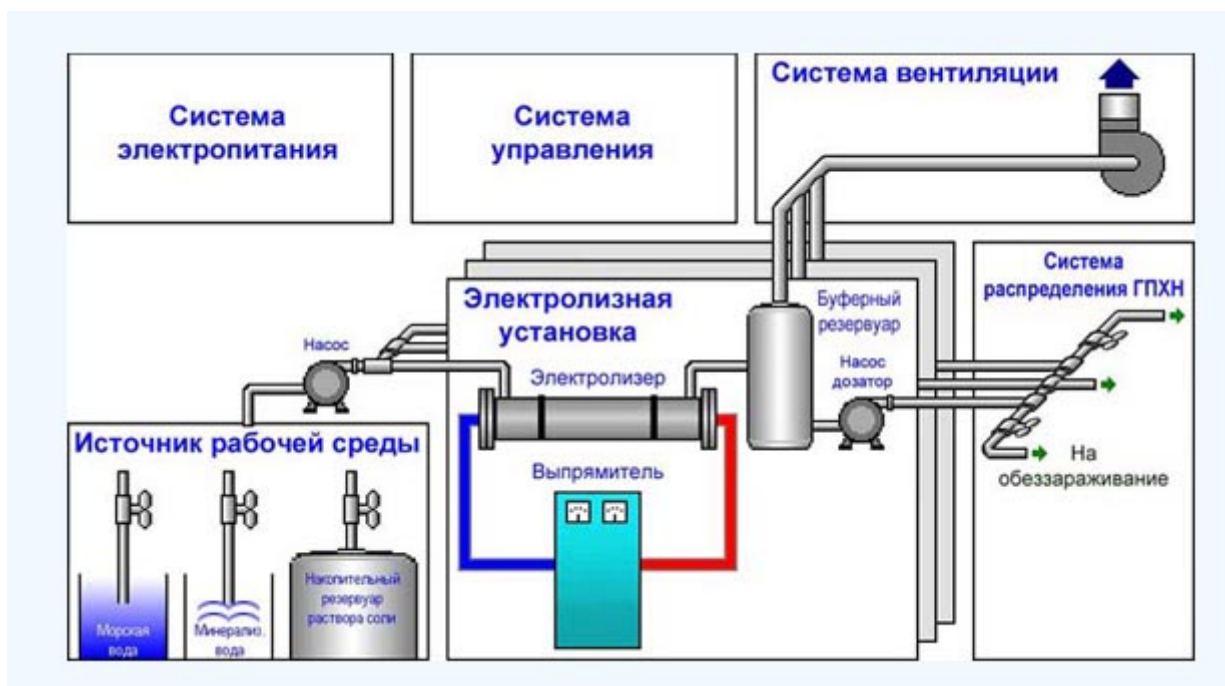 Система
электропитания
Система
управления
Система вентиляции
Электролизная
установка
Буферный
резервуар
Система
распределения ГПХН
Насос
Электролизер
Насос
дозатор
Источник рабочей среды
Выпрямитель
На
обеззараживание
Морская
вода
Минерализ.
вода
Накопительный
резервуар
раствора соли